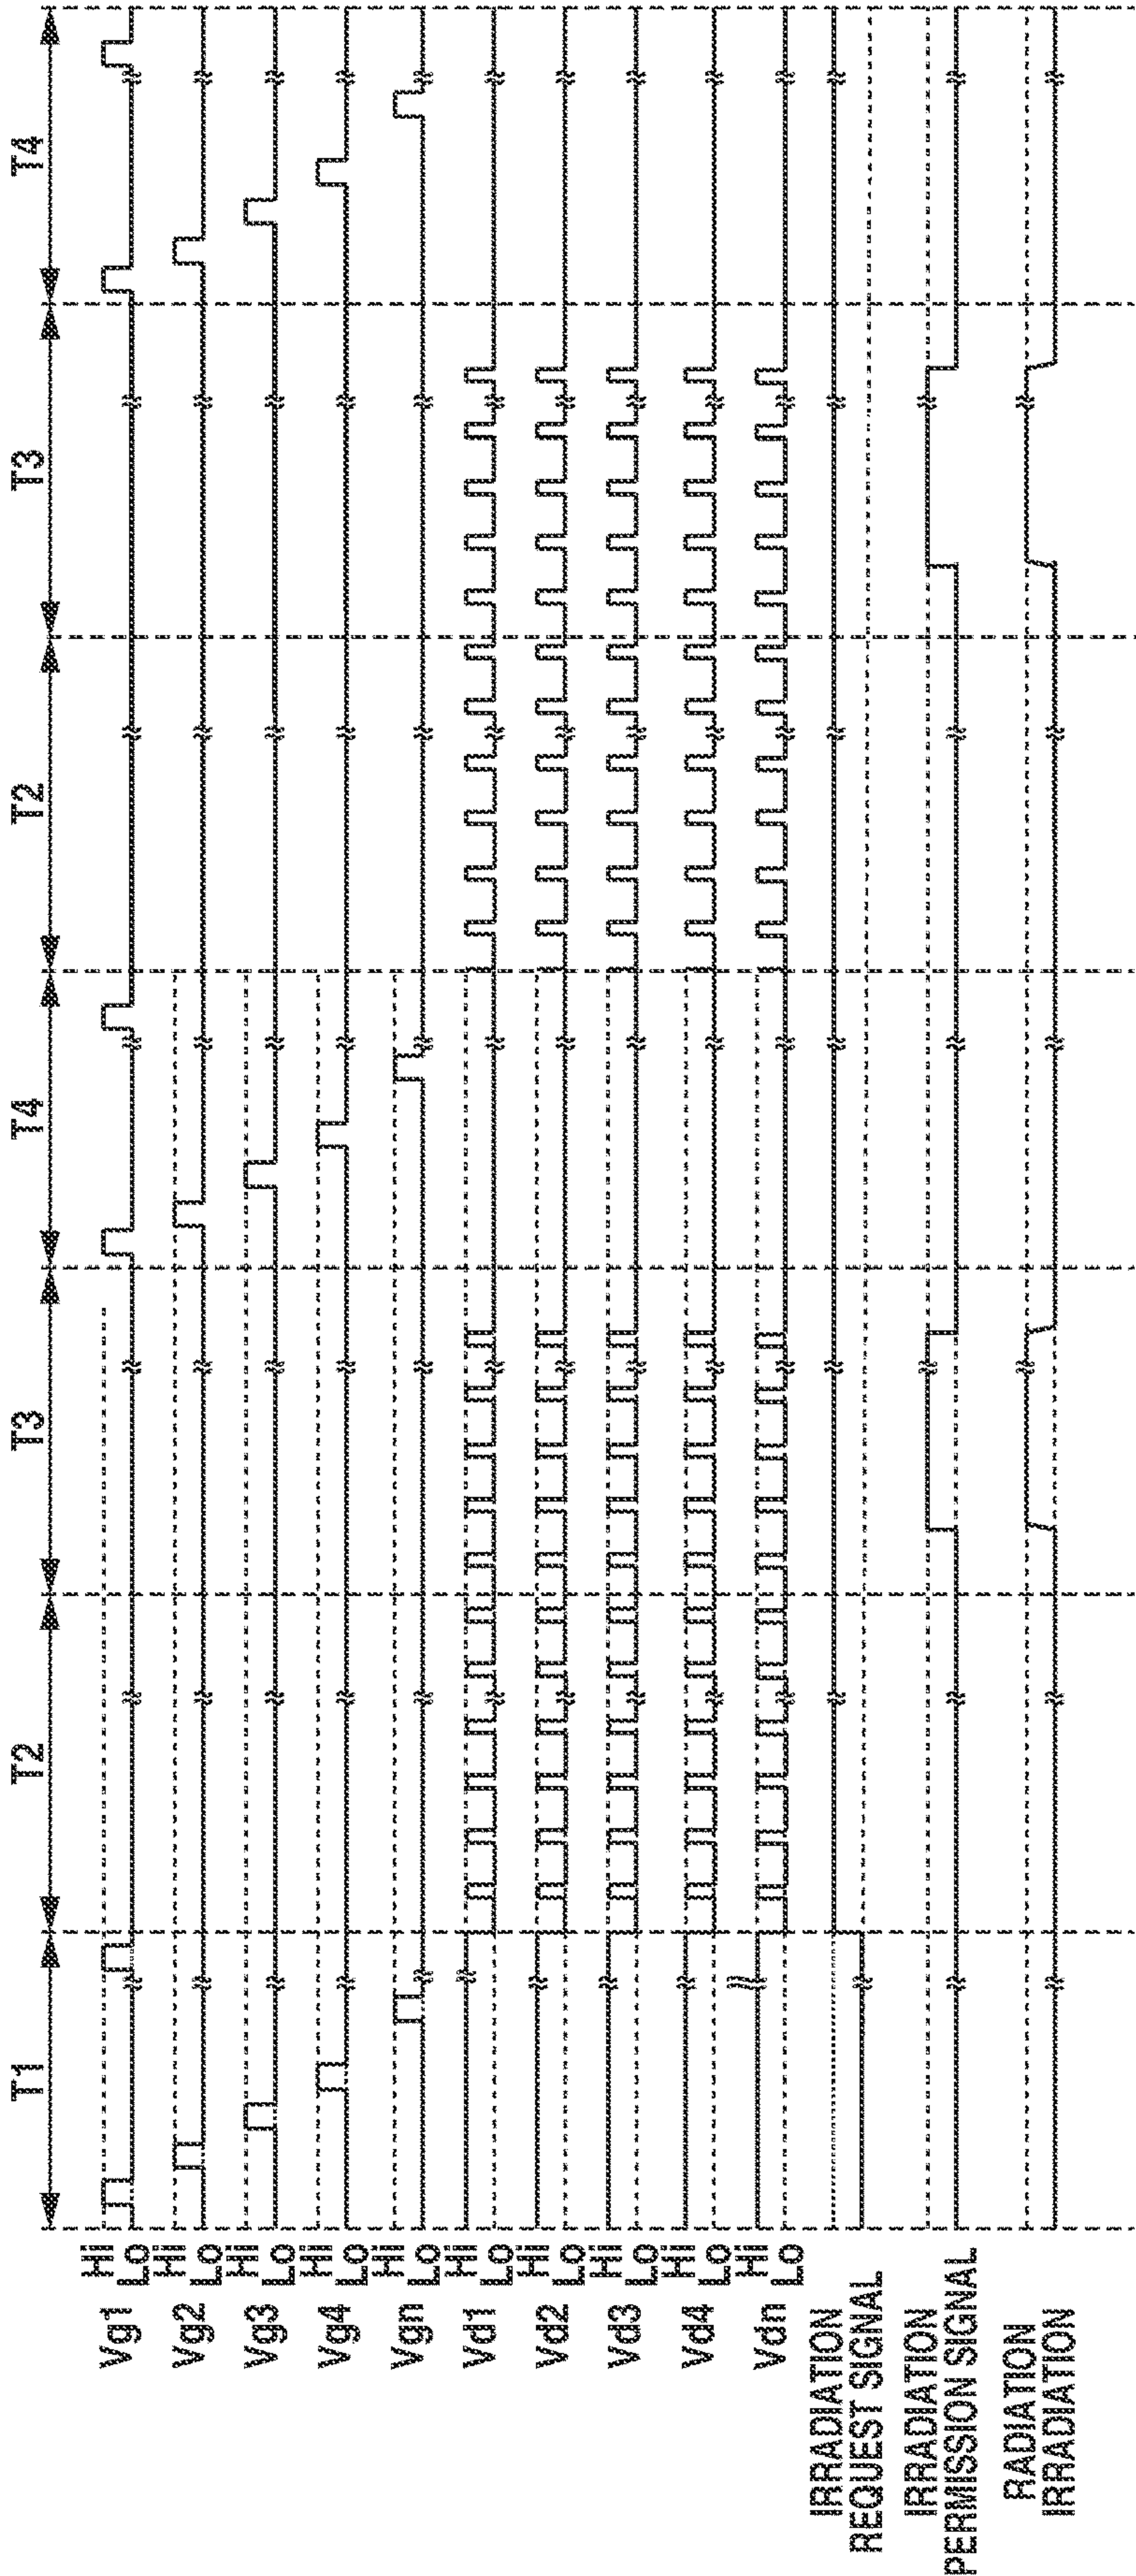 T1 T2 T3 T4 T2 T3 T4
Vg1 Hi
Lo
Vg2 Hi
Lo
Vg3 Hi
Lo
Vg4 Hi
Lo
Vgn Hi
Lo
Vd1 Hi
Lo
Vd2 Hi
Lo
Vd3 Hi
Lo
Vd4 Hi
Lo
Vdn Hi
Lo
IRRADIATION
REQUEST SIGNAL
IRRADIATION
PERMISSION SIGNAL
RADIATION
IRRADIATION